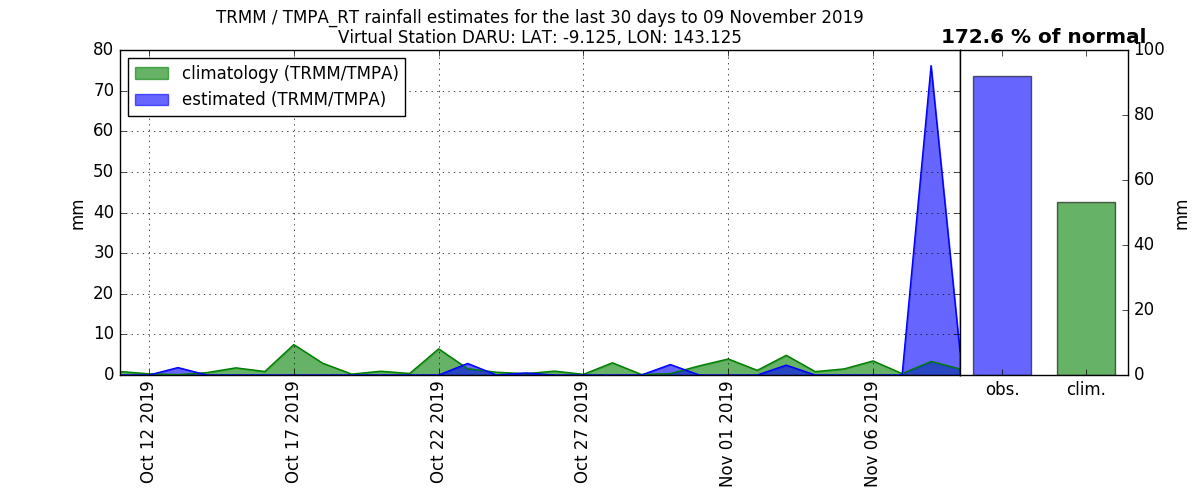 TRMM / TMPA_RT rainfall estimates for the last 30 days to 09 November 2019
Virtual Station DARU: LAT: -9.125, LON: 143.125
172.6 % of normal
climatology (TRMM/TMPA)
estimated (TRMM/TMPA)
80
70
60
50
40
30
20
10
0
mm
Oct 12 2019
Oct 17 2019
Oct 22 2019
Oct 27 2019
Nov 01 2019
Nov 06 2019
100
80
60
40
20
0
mm
obs.
clim.